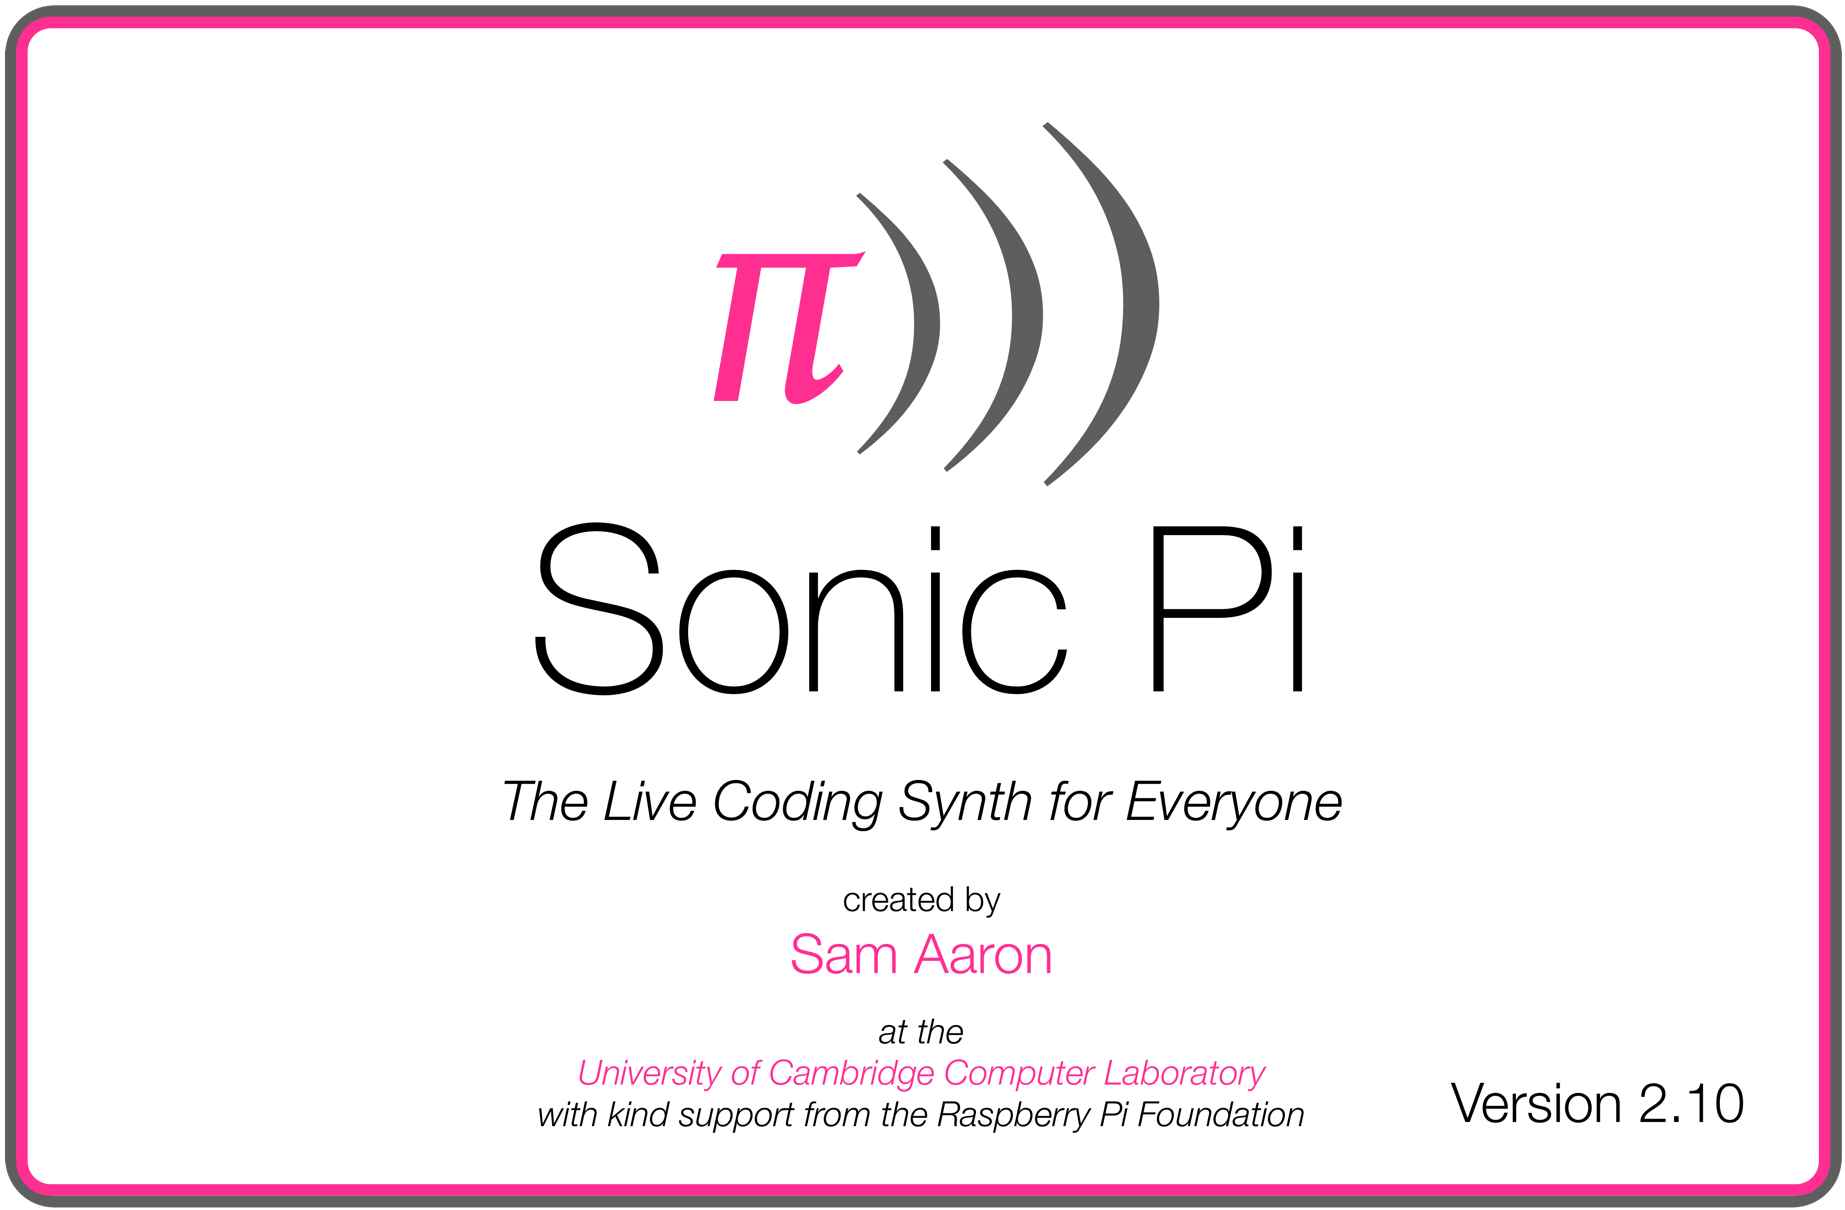 π
Sonic Pi
The Live Coding Synth for Everyone
created by
Sam Aaron
at the
University of Cambridge Computer Laboratory
with kind support from the Raspberry Pi Foundation
Version 2.10